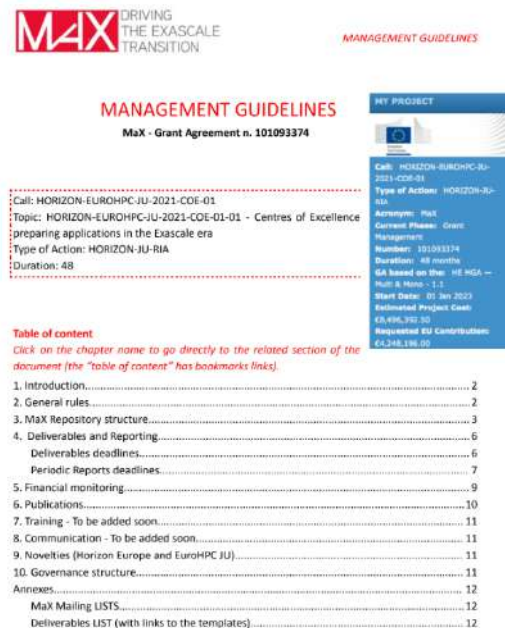 MAX DRIVING
THE EXASCALE
TRANSITION
MANAGEMENT GUIDELINES
MANAGEMENT GUIDELINES
MaX - Grant Agreement n. 101093374
Call: HORIZON-EUROHPC-JU-2021-COE-01
Topic: HORIZON-EUROHPC-JU-2021-COE-01-01 - Centres of Excellence
preparing applications in the Exascale era
Type of Action: HORIZON-JU-RIA
Duration: 48
MY PROJECT
Call: HORIZON-EUROHPC-JU-
2021-COE-01
Type of Action: HORIZON-JU-
RIA
Acronym: MaX
Current Phase: Grant
Management
Number: 101093374
Duration: 48 months
GA based on the: HE MGA —
Multi & Mono - 1.1
Start Date: 01 Jan 2023
Estimated Project Cost:
€8,496,392.50
Requested EU Contribution:
€4,248,196.00
Table of content
Click on the chapter name to go directly to the related section of the
document (the "table of content" has bookmarks links).
1. Introduction 2
2. General rules 2
3. MaX Repository structure 3
4. Deliverables and Reporting 6
Deliverables deadlines 6
Periodic Reports deadlines 7
5. Financial monitoring 9
6. Publications 10
7. Training - To be added soon 11
8. Communication - To be added soon 11
9. Novelties (Horizon Europe and EuroHPC JU) 11
10. Governance structure 11
Annexes 12
MaX Mailing LISTS 12
Deliverables LIST (with links to the templates) 12